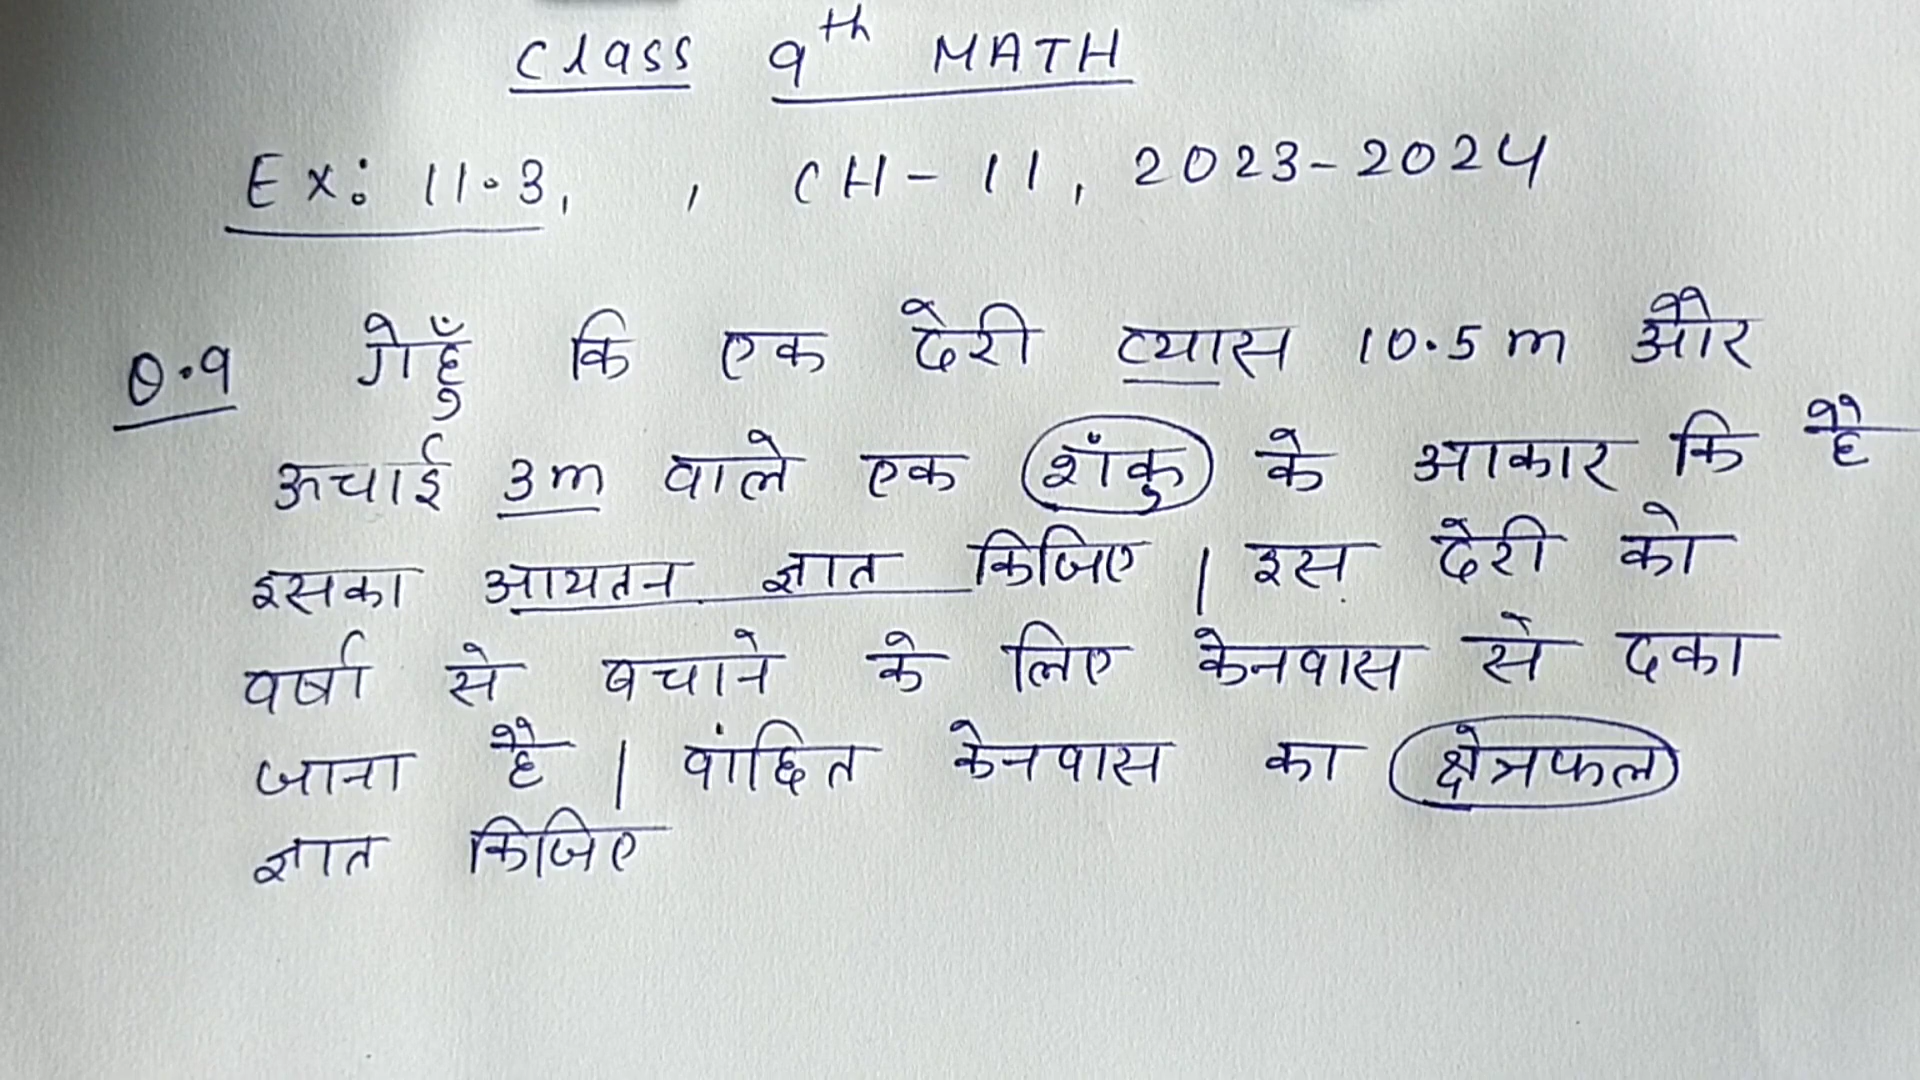 Class 9th MATH
Ex: 11.3, , CH-11, 2023-2024
Q.9 गेहुँ कि एक ढेरी व्यास 10.5 m और
ऊचाई 3m वाले एक शँकु के आकार कि है
इसका आयतन ज्ञात किजिए | इस ढेरी को
वर्षा से बचाने के लिए केनवास से ढका
जाना है | वांछित केनवास का क्षेत्रफल
ज्ञात किजिए